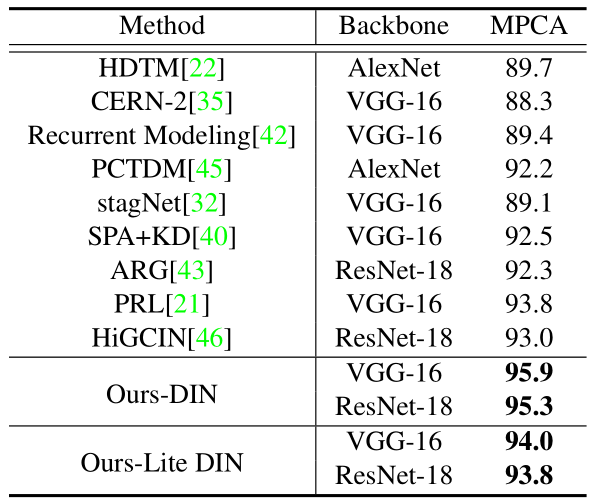 Method Backbone MPCA
HDTM[22] AlexNet 89.7
CERN-2[35] VGG-16 88.3
Recurrent Modeling[42] VGG-16 89.4
PCTDM[45] AlexNet 92.2
stagNet[32] VGG-16 89.1
SPA+KD[40] VGG-16 92.5
ARG[43] ResNet-18 92.3
PRL[21] VGG-16 93.8
HiGCIN[46] ResNet-18 93.0
Ours-DIN VGG-16 95.9
ResNet-18 95.3
Ours-Lite DIN VGG-16 94.0
ResNet-18 93.8